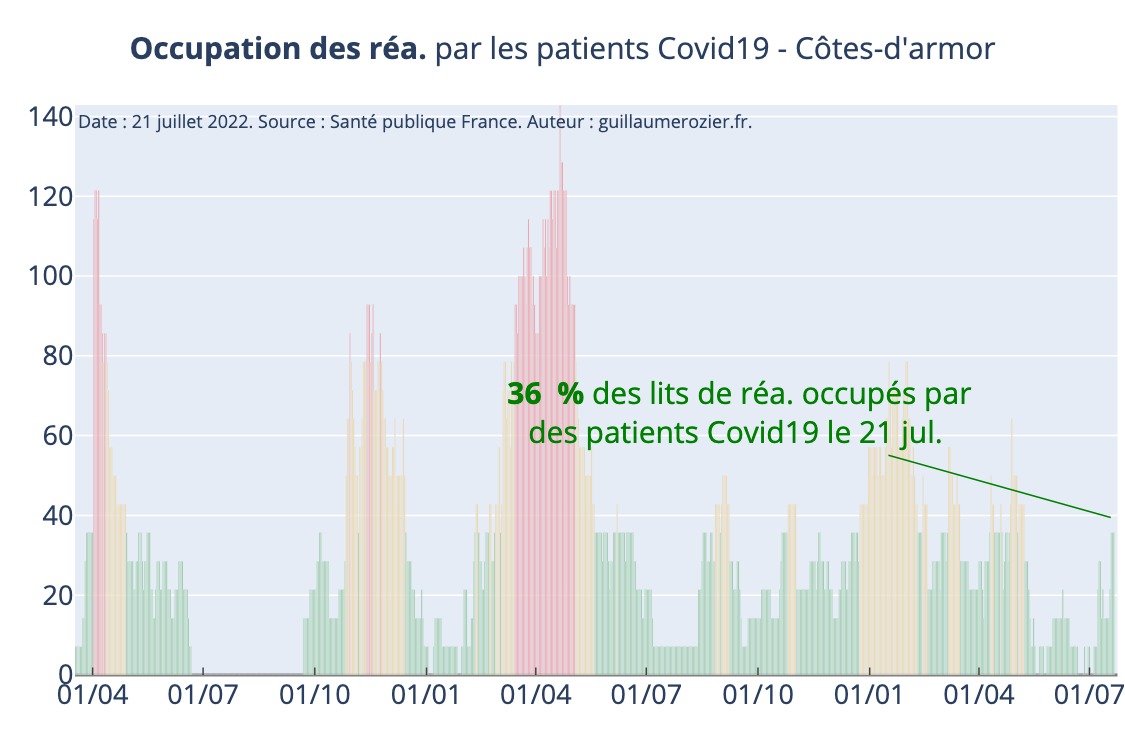 Occupation des réa. par les patients Covid19 - Côtes-d'armor
140
Date : 21 juillet 2022. Source : Santé publique France. Auteur : guillaumerozier.fr.
120
100
80
36 % des lits de réa. occupés par
des patients Covid19 le 21 jul.
60
40
20
0
01/04 01/07 01/10 01/01 01/04 01/07 01/10 01/01 01/04 01/07